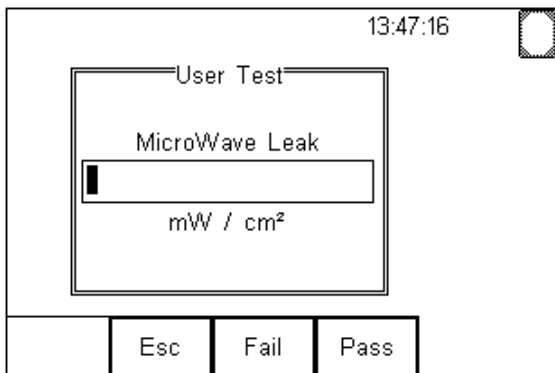 13:47:16
User Test
MicroWave Leak
mW / cm²
Esc Fail Pass